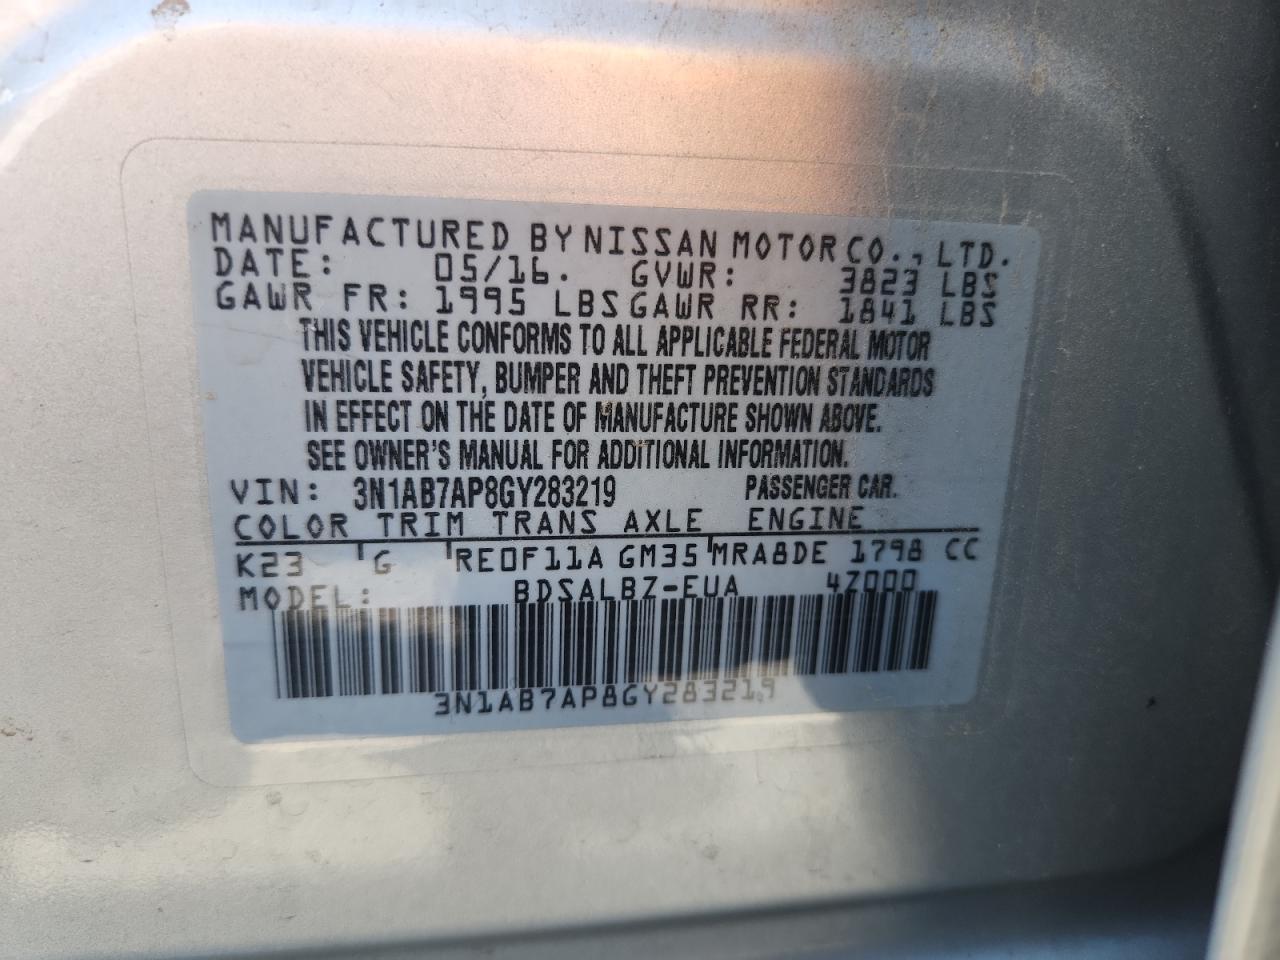 MANUFACTURED BY NISSAN MOTOR CO., LTD.
DATE: 05/16. GVWR: 3823 LBS
GAWR FR: 1995 LBS GAWR RR: 1841 LBS
THIS VEHICLE CONFORMS TO ALL APPLICABLE FEDERAL MOTOR
VEHICLE SAFETY, BUMPER AND THEFT PREVENTION STANDARDS
IN EFFECT ON THE DATE OF MANUFACTURE SHOWN ABOVE.
SEE OWNER'S MANUAL FOR ADDITIONAL INFORMATION.
VIN: 3N1AB7AP8GY283219 PASSENGER CAR.
COLOR TRIM TRANS AXLE ENGINE
K23 G RE0F11A GM35 MRA8DE 1798 CC
MODEL: BDSALBZ-EUA 4Z000
3N1AB7AP8GY283219